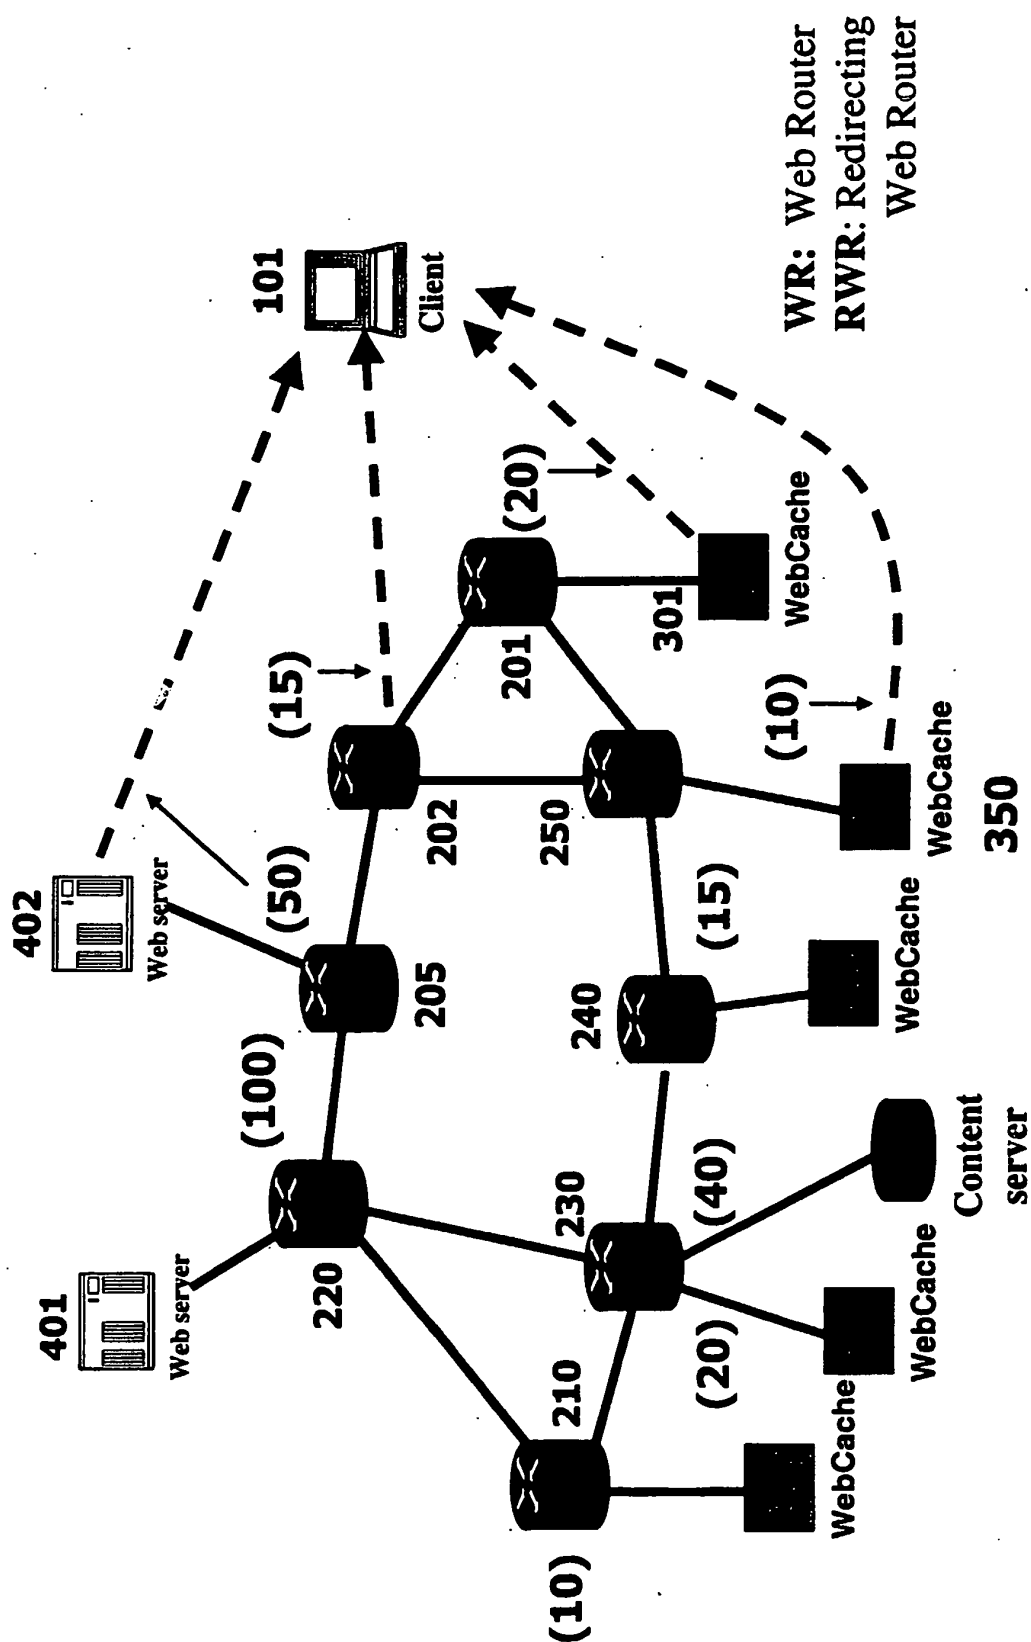 401
Web server
402
Web server
101
Client
(100)
(50)
(15)
220
205
202
(20)
201
301
WebCache
(10)
210
230
240
250
(20)
(40)
(15)
(10)
WebCache
WebCache
Content
server
WebCache
WebCache
350
WR: Web Router
RWR: Redirecting
Web Router